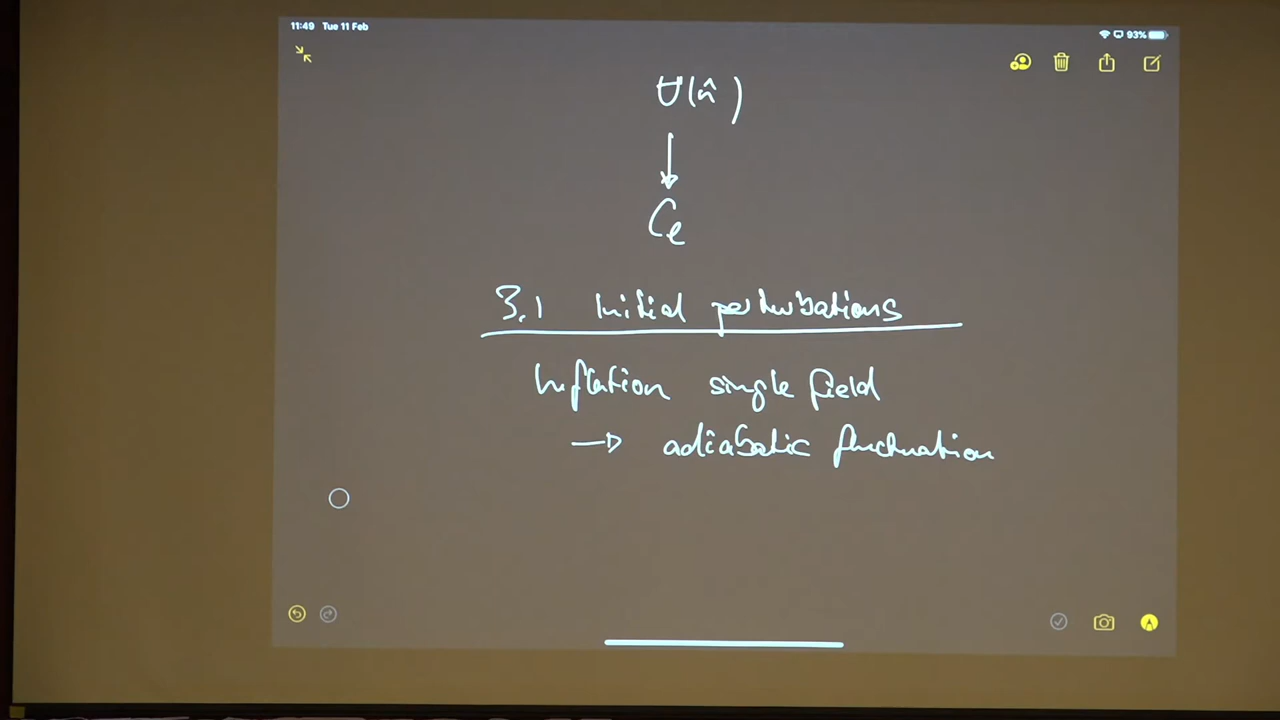 11:49 Tue 11 Feb
93%
Θ(n̂)
↓
Cℓ
3.1 Initial perturbations
Inflation single field
→ adiabatic fluctuation